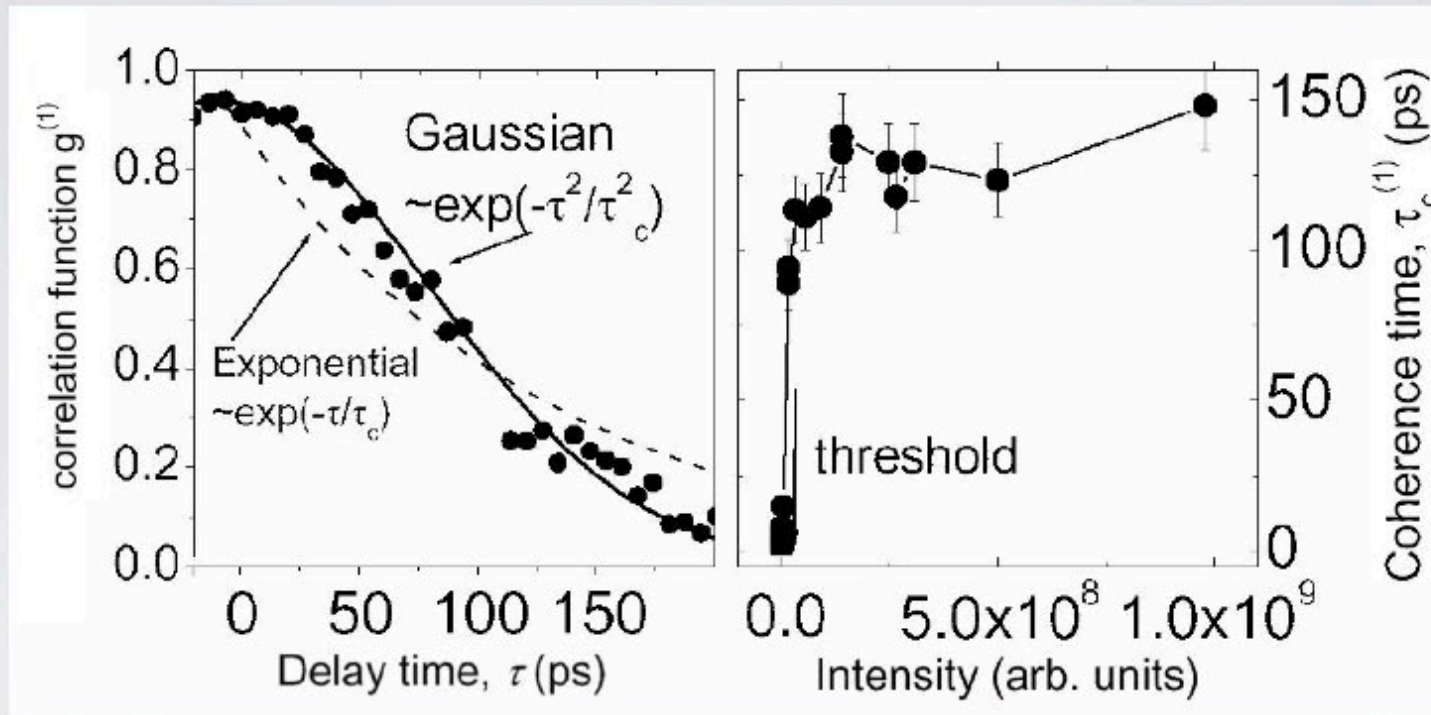 correlation function g⁽¹⁾
1.0
0.8
0.6
0.4
0.2
0.0
Gaussian
~exp(-τ²/τ²c)
Exponential
~exp(-τ/τc)
0 50 100 150
Delay time, τ (ps)
threshold
0.0 5.0x10⁸ 1.0x10⁹
Intensity (arb. units)
150
100
50
0
Coherence time, τc⁽¹⁾ (ps)